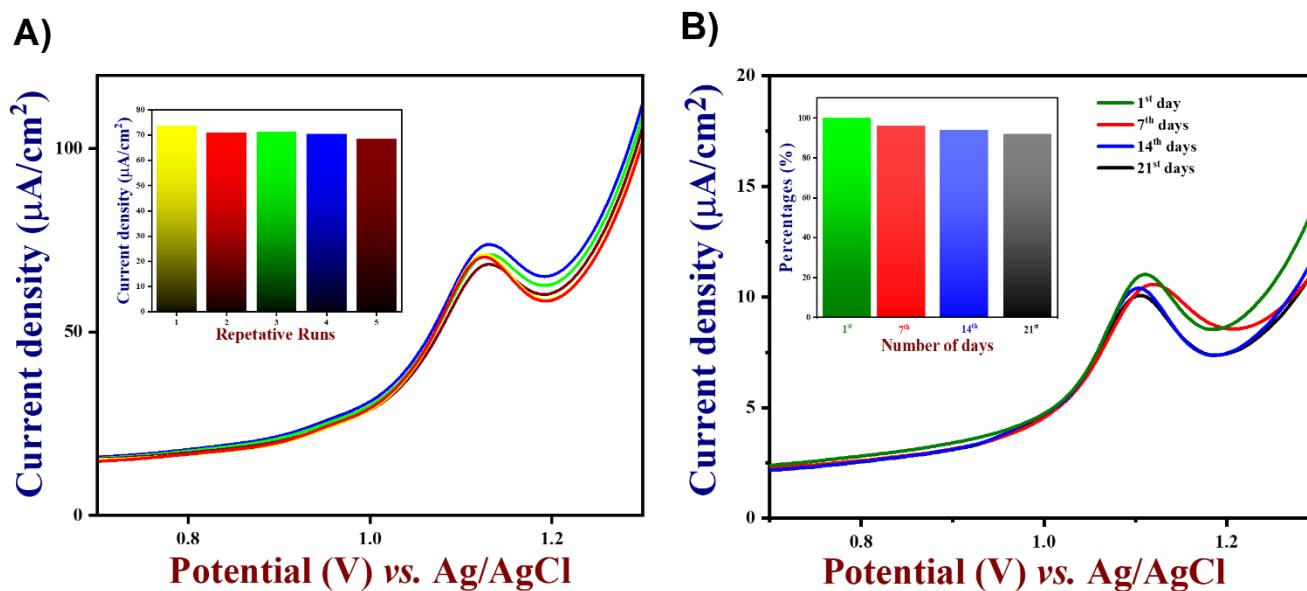 A)
Current density (μA/cm²)
100
50
0
0.8 1.0 1.2
Potential (V) vs. Ag/AgCl
Current density (μA/cm²)
80
70
60
50
40
30
20
10
0
1 2 3 4 5
Repetative Runs
B)
Current density (μA/cm²)
20
15
10
5
0
0.8 1.0 1.2
Potential (V) vs. Ag/AgCl
Percentages (%)
100
80
60
40
20
0
1st 7th 14th 21st
Number of days
1st day
7th days
14th days
21st days